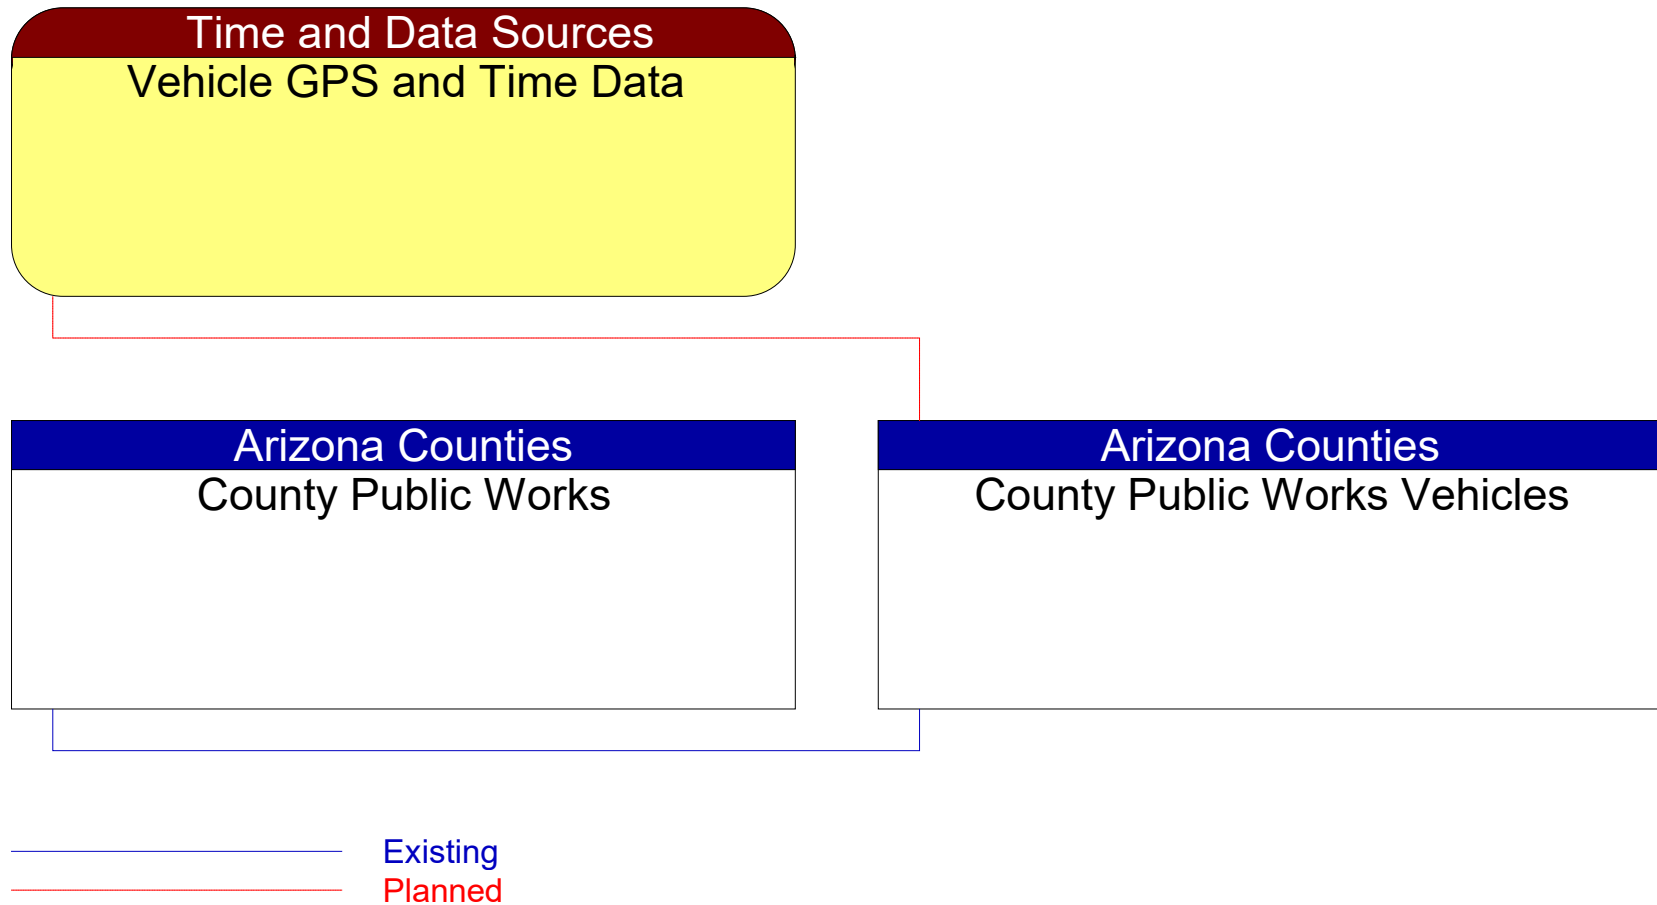 Time and Data Sources
Vehicle GPS and Time Data
Arizona Counties
County Public Works
Arizona Counties
County Public Works Vehicles
Existing
Planned